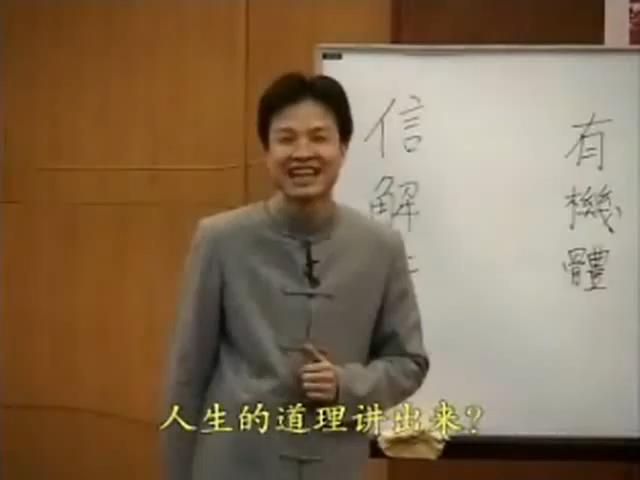 有機體
信解
人生的道理讲出来?